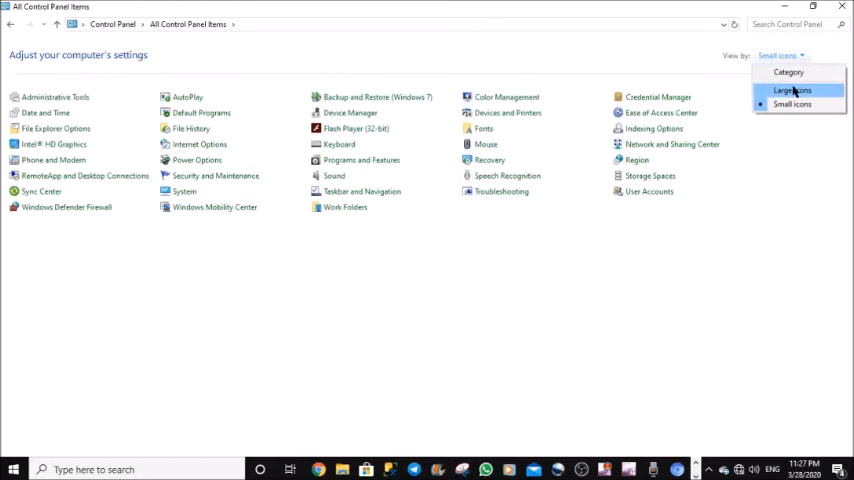 All Control Panel Items
Control Panel All Control Panel Items
Search Control Panel
Adjust your computer's settings
View by: Small icons
Category
Large icons
Small icons
Administrative Tools AutoPlay Backup and Restore (Windows 7) Color Management Credential Manager
Date and Time Default Programs Device Manager Devices and Printers Ease of Access Center
File Explorer Options File History Flash Player (32-bit) Fonts Indexing Options
Intel® HD Graphics Internet Options Keyboard Mouse Network and Sharing Center
Phone and Modem Power Options Programs and Features Recovery Region
RemoteApp and Desktop Connections Security and Maintenance Sound Speech Recognition Storage Spaces
Sync Center System Taskbar and Navigation Troubleshooting User Accounts
Windows Defender Firewall Windows Mobility Center Work Folders
Type here to search
ENG
11:27 PM
3/28/2020
4